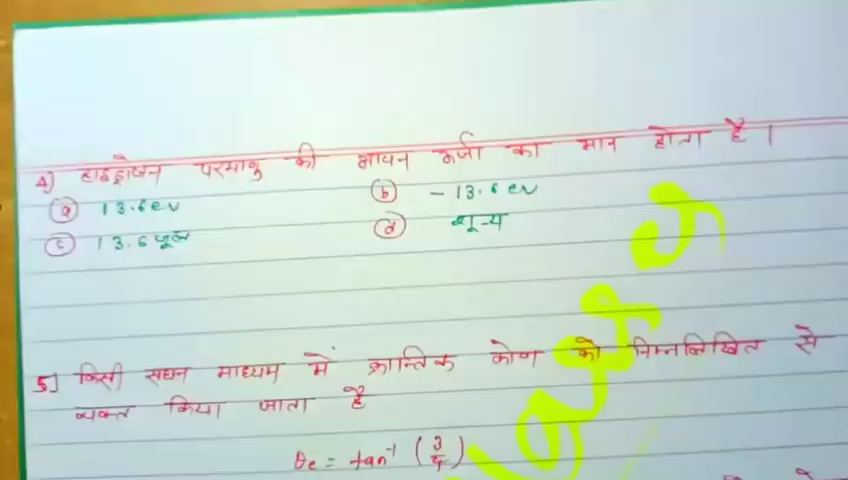 4] हाइड्रोजन परमाणु की आयन ऊर्जा का मान होता है ।
(a) 13.6ev (b) - 13.6 ev
(c) 13.6 जूल (d) शून्य
5] किसी सघन माध्यम में क्रान्तिक कोण को निम्नलिखित से
व्यक्त किया जाता है
θc = tan⁻¹ (3/4)